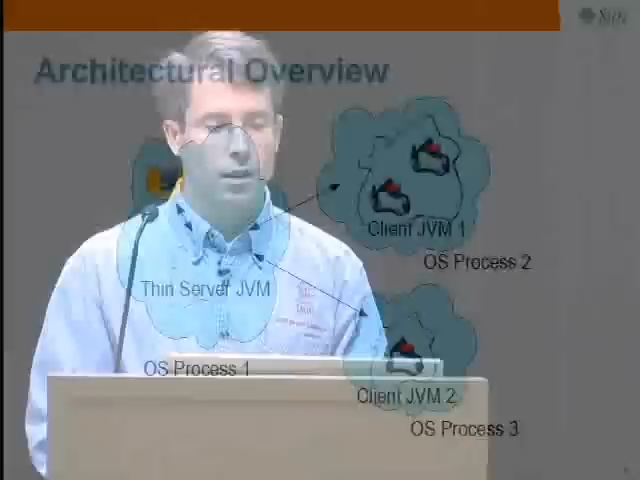 Sun
Architectural Overview
Client JVM 1
OS Process 2
Thin Server JVM
OS Process 1
Client JVM 2
OS Process 3